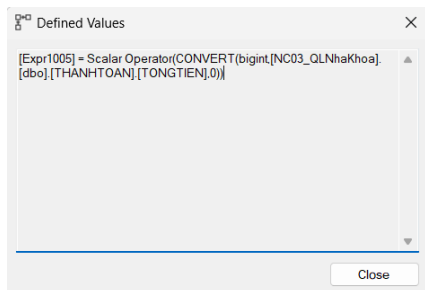 Defined Values
[Expr1005] = Scalar Operator(CONVERT(bigint,[NC03_QLNhaKhoa].
[dbo].[THANHTOAN].[TONGTIEN],0))
Close